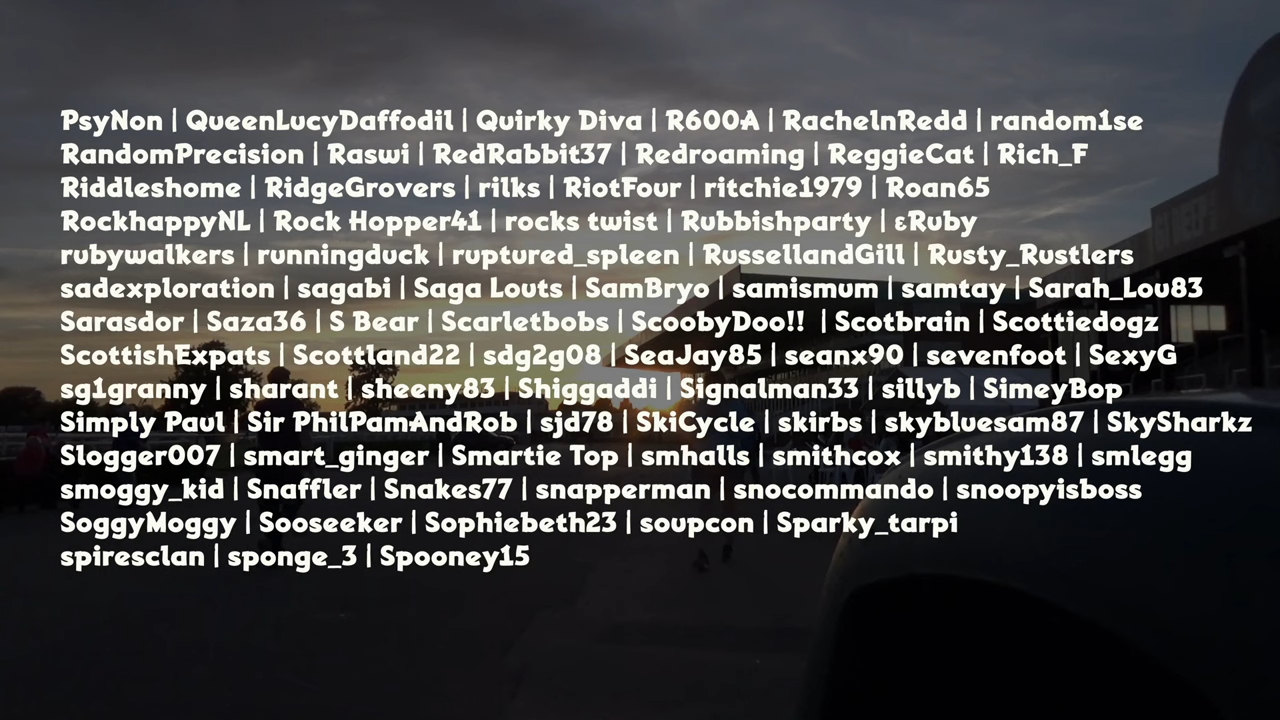 PsyNon | QueenLucyDaffodil | Quirky Diva | R600A | RachelnRedd | random1se
RandomPrecision | Raswi | RedRabbit37 | Redroaming | ReggieCat | Rich_F
Riddleshome | RidgeGrovers | rilks | RiotFour | ritchie1979 | Roan65
RockhappyNL | Rock Hopper41 | rocks twist | Rubbishparty | εRuby
rubywalkers | runningduck | ruptured_spleen | RussellandGill | Rusty_Rustlers
sadexploration | sagabi | Saga Louts | SamBryo | samismum | samtay | Sarah_Lou83
Sarasdor | Saza36 | S Bear | Scarletbobs | ScoobyDoo!! | Scotbrain | Scottiedogz
ScottishExpats | Scottland22 | sdg2g08 | SeaJay85 | seanx90 | sevenfoot | SexyG
sg1granny | sharant | sheeny83 | Shiggaddi | Signalman33 | sillyb | SimeyBop
Simply Paul | Sir PhilPamAndRob | sjd78 | SkiCycle | skirbs | skybluesam87 | SkySharkz
Slogger007 | smart_ginger | Smartie Top | smhalls | smithcox | smithy138 | smlegg
smoggy_kid | Snaffler | Snakes77 | snapperman | snocommando | snoopyisboss
SoggyMoggy | Sooseeker | Sophiebeth23 | soupcon | Sparky_tarpi
spiresclan | sponge_3 | Spooney15